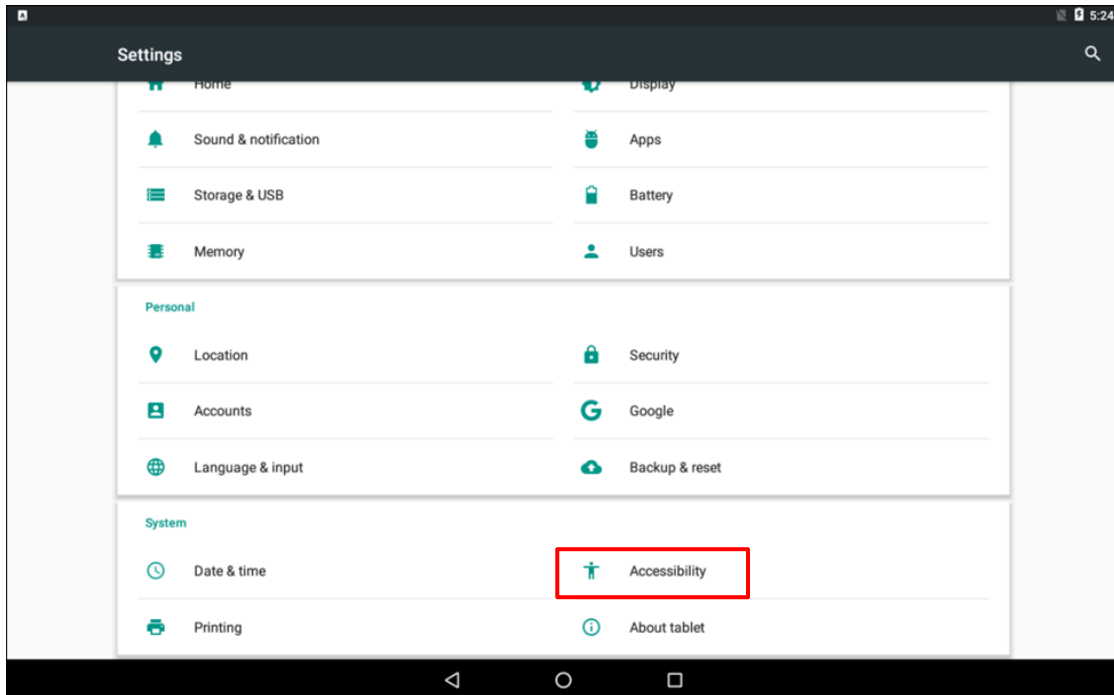 A
5:24
Settings
Home
Display
Sound & notification
Apps
Storage & USB
Battery
Memory
Users
Personal
Location
Security
Accounts
Google
Language & input
Backup & reset
System
Date & time
Accessibility
Printing
About tablet